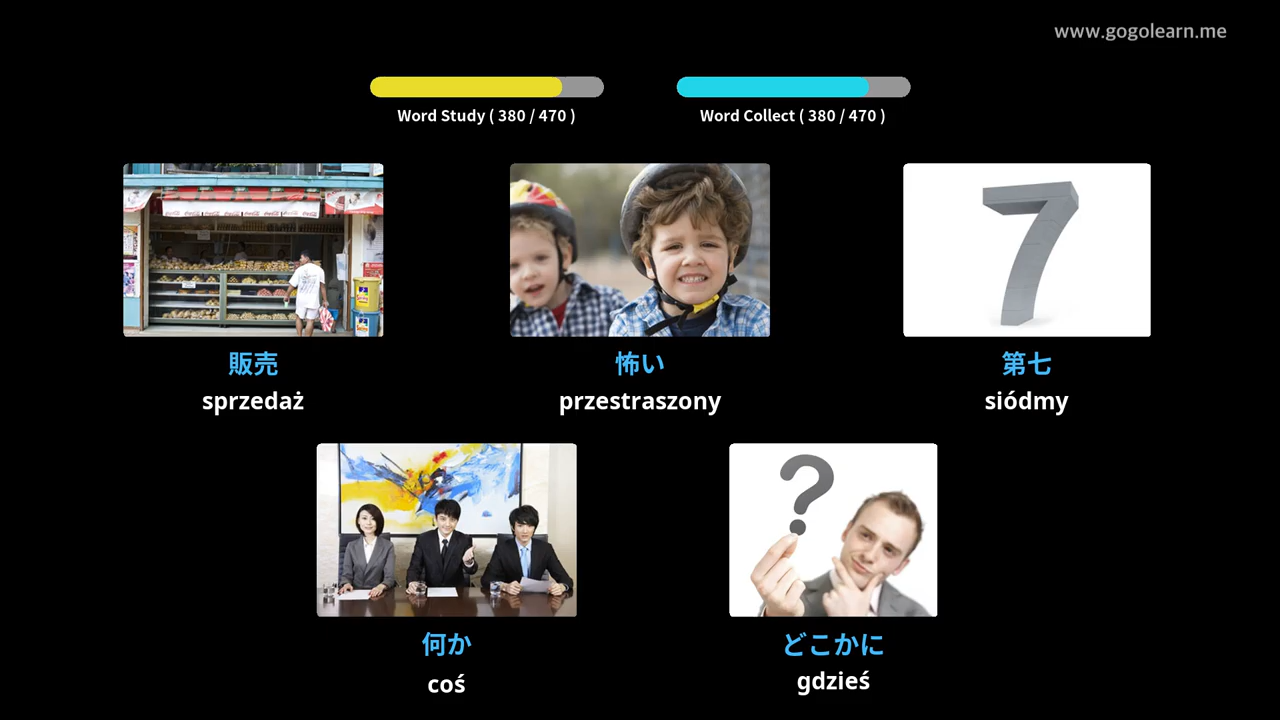 www.gogolearn.me
Word Study ( 380 / 470 )
Word Collect ( 380 / 470 )
販売
sprzedaż
怖い
przestraszony
第七
siódmy
7
何か
coś
?
どこかに
gdzieś